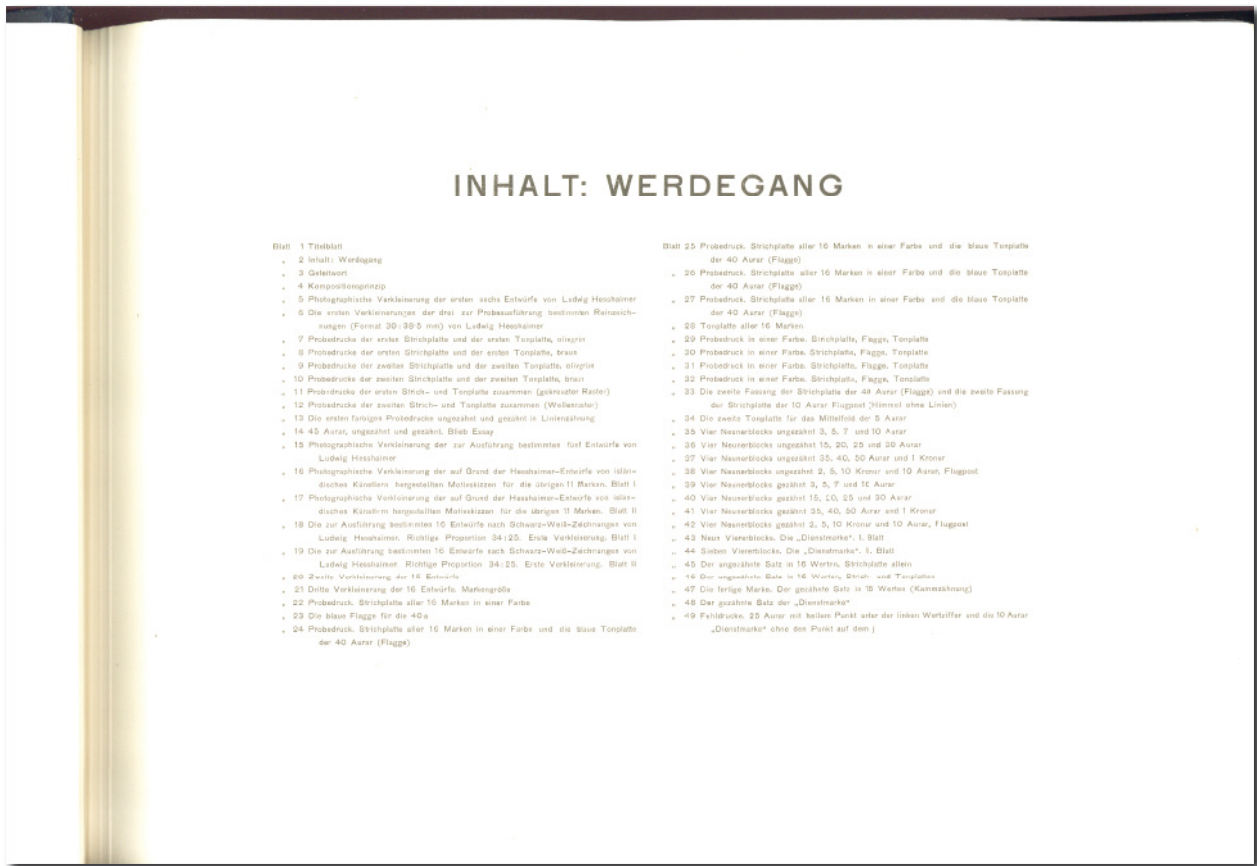 INHALT: WERDEGANG
Blatt 1 Titelblatt
„ 2 Inhalt: Werdegang
„ 3 Geleitwort
„ 4 Kompositionsprinzip
„ 5 Photographische Verkleinerung der ersten sechs Entwürfe von Ludwig Hesshaimer
„ 6 Die ersten Verkleinerungen der drei zur Probeausführung bestimmten Reinzeich-
nungen (Format 30:38·5 mm) von Ludwig Hesshaimer
„ 7 Probedrucke der ersten Strichplatte und der ersten Tonplatte, olivgrün
„ 8 Probedrucke der ersten Strichplatte und der ersten Tonplatte, braun
„ 9 Probedrucke der zweiten Strichplatte und der zweiten Tonplatte, olivgrün
„ 10 Probedrucke der zweiten Strichplatte und der zweiten Tonplatte, braun
„ 11 Probedrucke der ersten Strich- und Tonplatte zusammen (gekreuzter Raster)
„ 12 Probedrucke der zweiten Strich- und Tonplatte zusammen (Wellenraster)
„ 13 Die ersten farbigen Probedrucke ungezähnt und gezähnt in Linienzähnung
„ 14 45 Aurar, ungezähnt und gezähnt. Blieb Essay
„ 15 Photographische Verkleinerung der zur Ausführung bestimmten fünf Entwürfe von
Ludwig Hesshaimer
„ 16 Photographische Verkleinerung der auf Grund der Hesshaimer-Entwürfe von islän-
dischen Künstlern hergestellten Motivskizzen für die übrigen 11 Marken. Blatt I
„ 17 Photographische Verkleinerung der auf Grund der Hesshaimer-Entwürfe von islän-
dischen Künstlern hergestellten Motivskizzen für die übrigen 11 Marken. Blatt II
„ 18 Die zur Ausführung bestimmten 16 Entwürfe nach Schwarz-Weiß-Zeichnungen von
Ludwig Hesshaimer. Richtige Proportion 34:25. Erste Verkleinerung. Blatt I
„ 19 Die zur Ausführung bestimmten 16 Entwürfe nach Schwarz-Weiß-Zeichnungen von
Ludwig Hesshaimer. Richtige Proportion 34:25. Erste Verkleinerung. Blatt II
„ 20 Zweite Verkleinerung der 16 Entwürfe
„ 21 Dritte Verkleinerung der 16 Entwürfe. Markengröße
„ 22 Probedruck. Strichplatte aller 16 Marken in einer Farbe
„ 23 Die blaue Flagge für die 40a
„ 24 Probedruck. Strichplatte aller 16 Marken in einer Farbe und die blaue Tonplatte
der 40 Aurar (Flagge)
Blatt 25 Probedruck. Strichplatte aller 16 Marken in einer Farbe und die blaue Tonplatte
der 40 Aurar (Flagge)
„ 26 Probedruck. Strichplatte aller 16 Marken in einer Farbe und die blaue Tonplatte
der 40 Aurar (Flagge)
„ 27 Probedruck. Strichplatte aller 16 Marken in einer Farbe und die blaue Tonplatte
der 40 Aurar (Flagge)
„ 28 Tonplatte aller 16 Marken
„ 29 Probedruck in einer Farbe. Strichplatte, Flagge, Tonplatte
„ 30 Probedruck in einer Farbe. Strichplatte, Flagge, Tonplatte
„ 31 Probedruck in einer Farbe. Strichplatte, Flagge, Tonplatte
„ 32 Probedruck in einer Farbe. Strichplatte, Flagge, Tonplatte
„ 33 Die zweite Fassung der Strichplatte der 40 Aurar (Flagge) und die zweite Fassung
der Strichplatte der 10 Aurar Flugpost (Himmel ohne Linien)
„ 34 Die zweite Tonplatte für das Mittelfeld der 5 Aurar
„ 35 Vier Neunerblocks ungezähnt 3, 5, 7 und 10 Aurar
„ 36 Vier Neunerblocks ungezähnt 15, 20, 25 und 30 Aurar
„ 37 Vier Neunerblocks ungezähnt 35, 40, 50 Aurar und 1 Kronur
„ 38 Vier Neunerblocks ungezähnt 2, 5, 10 Kronur und 10 Aurar, Flugpost
„ 39 Vier Neunerblocks gezähnt 3, 5, 7 und 10 Aurar
„ 40 Vier Neunerblocks gezähnt 15, 20, 25 und 30 Aurar
„ 41 Vier Neunerblocks gezähnt 35, 40, 50 Aurar und 1 Kronur
„ 42 Vier Neunerblocks gezähnt 2, 5, 10 Kronur und 10 Aurar, Flugpost
„ 43 Neun Viererblocks. Die „Dienstmarke“. I. Blatt
„ 44 Sieben Viererblocks. Die „Dienstmarke“. I. Blatt
„ 45 Der ungezähnte Satz in 16 Werten. Strichplatte allein
„ 46 Der ungezähnte Satz in 16 Werten. Strich- und Tonplatten
„ 47 Die fertige Marke. Der gezähnte Satz in 16 Werten (Kammzähnung)
„ 48 Der gezähnte Satz der „Dienstmarke“
„ 49 Fehldrucke. 25 Aurar mit hellem Punkt unter der linken Wertziffer und die 10 Aurar
„Dienstmarke“ ohne den Punkt auf dem j